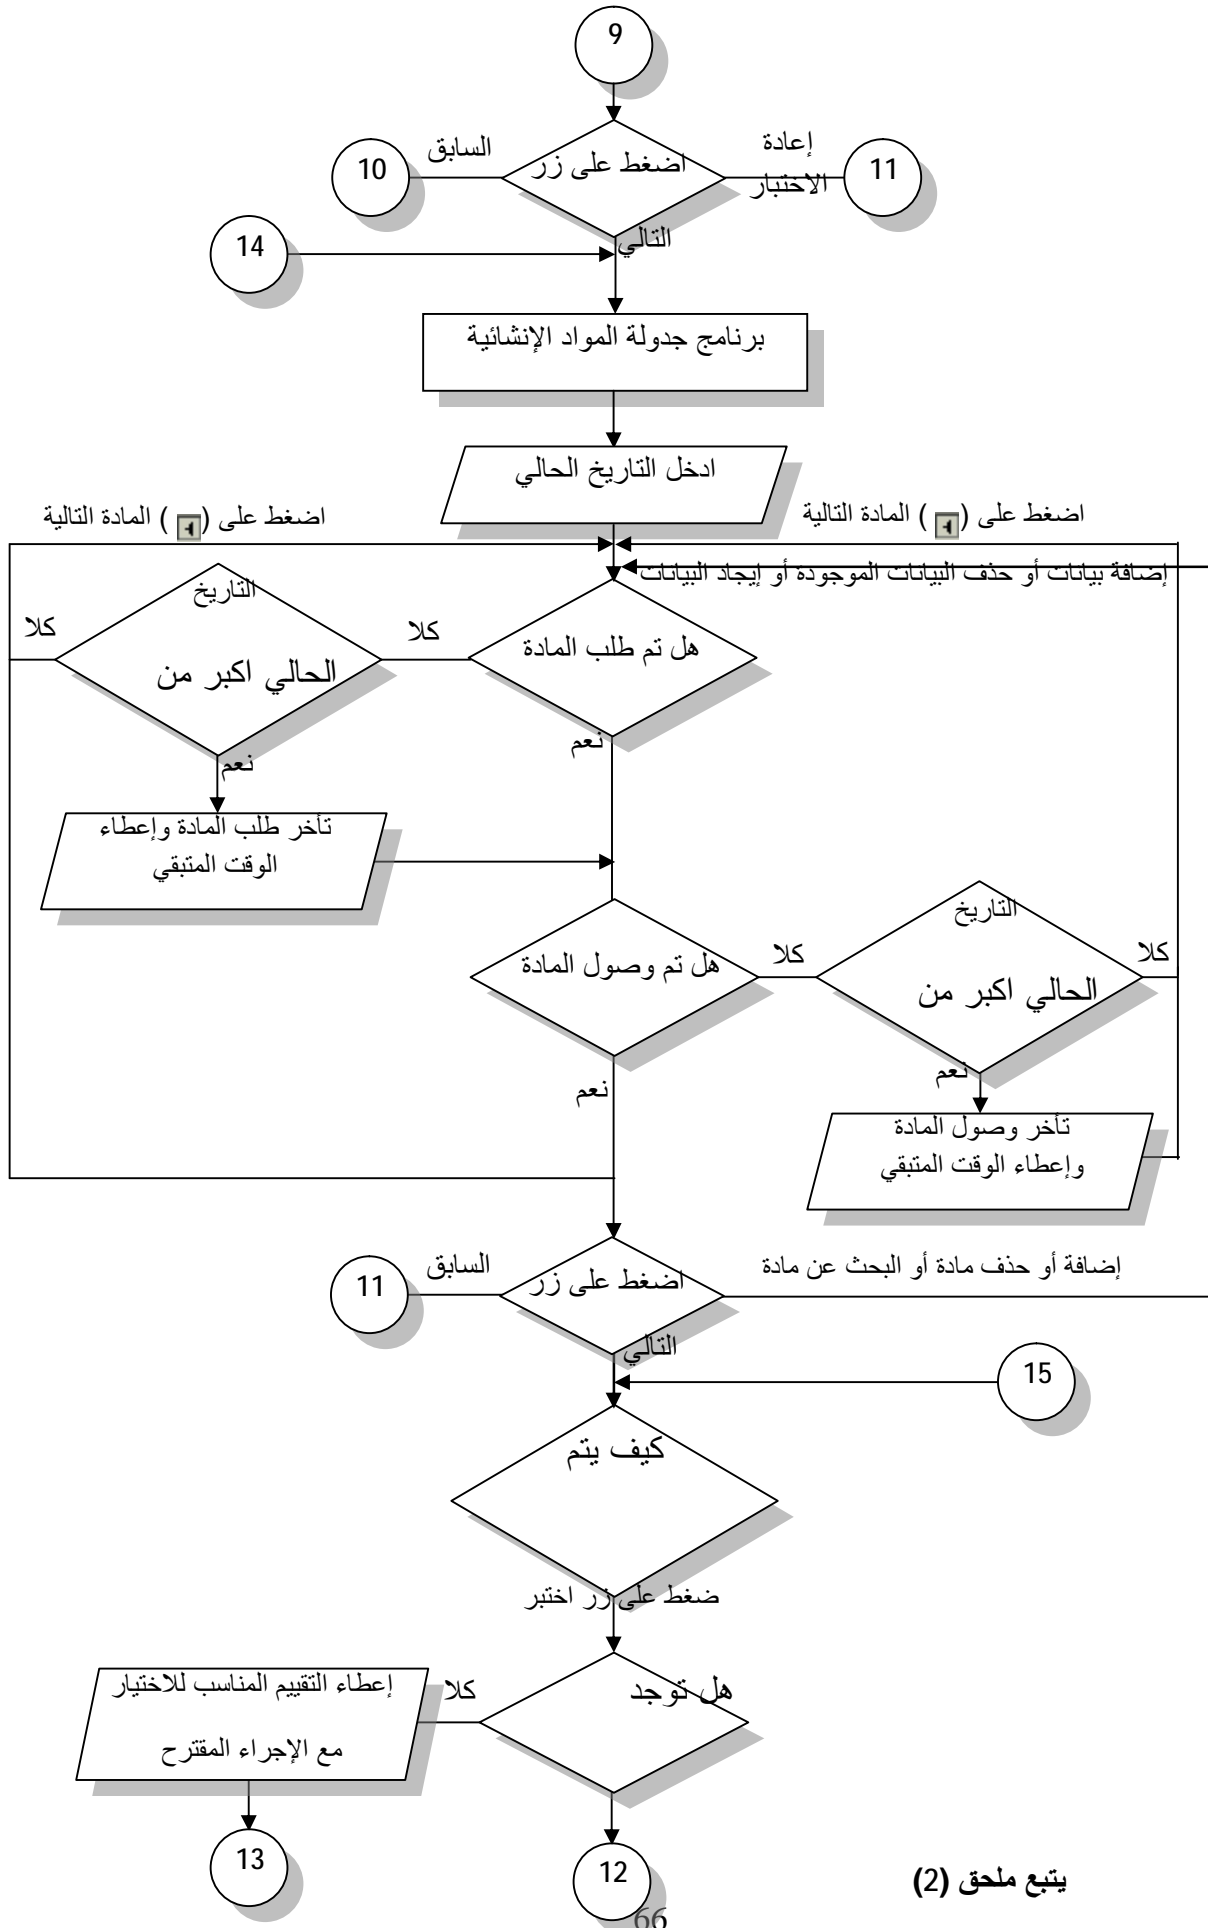 9
السابق
اضغط على زر
إعادة
الاختبار
10
11
التالي
14
برنامج جدولة المواد الإنشائية
ادخل التاريخ الحالي
اضغط على ( ) المادة التالية
اضغط على ( ) المادة التالية
إضافة بيانات أو حذف البيانات الموجودة أو إيجاد البيانات
التاريخ
الحالي اكبر من
كلا
كلا
هل تم طلب المادة
نعم
نعم
تأخر طلب المادة وإعطاء
الوقت المتبقي
هل تم وصول المادة
كلا
التاريخ
الحالي اكبر من
كلا
نعم
نعم
تأخر وصول المادة
وإعطاء الوقت المتبقي
11
السابق
اضغط على زر
إضافة أو حذف مادة أو البحث عن مادة
التالي
15
كيف يتم
ضغط على زر اختبر
هل توجد
كلا
إعطاء التقييم المناسب للاختيار
مع الإجراء المقترح
13
12
يتبع ملحق (2)
66